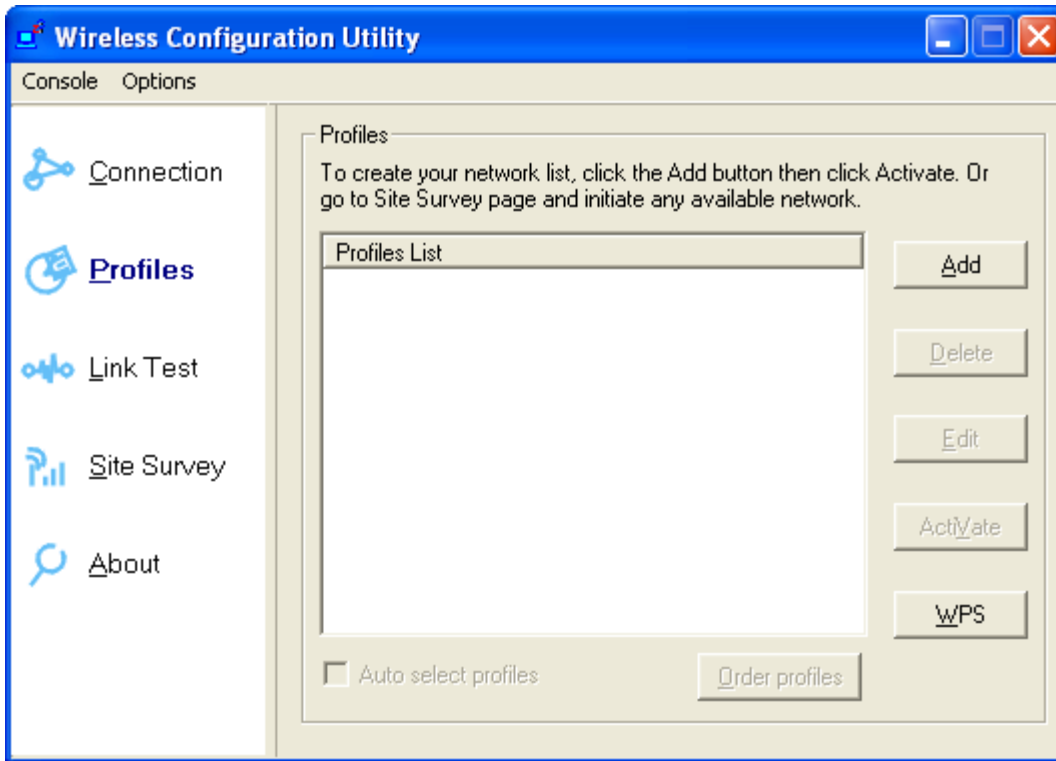 Wireless Configuration Utility
Console Options
Connection
Profiles
Link Test
Site Survey
About
Profiles
To create your network list, click the Add button then click Activate. Or
go to Site Survey page and initiate any available network.
Profiles List
Add
Delete
Edit
ActiVate
WPS
Auto select profiles
Order profiles